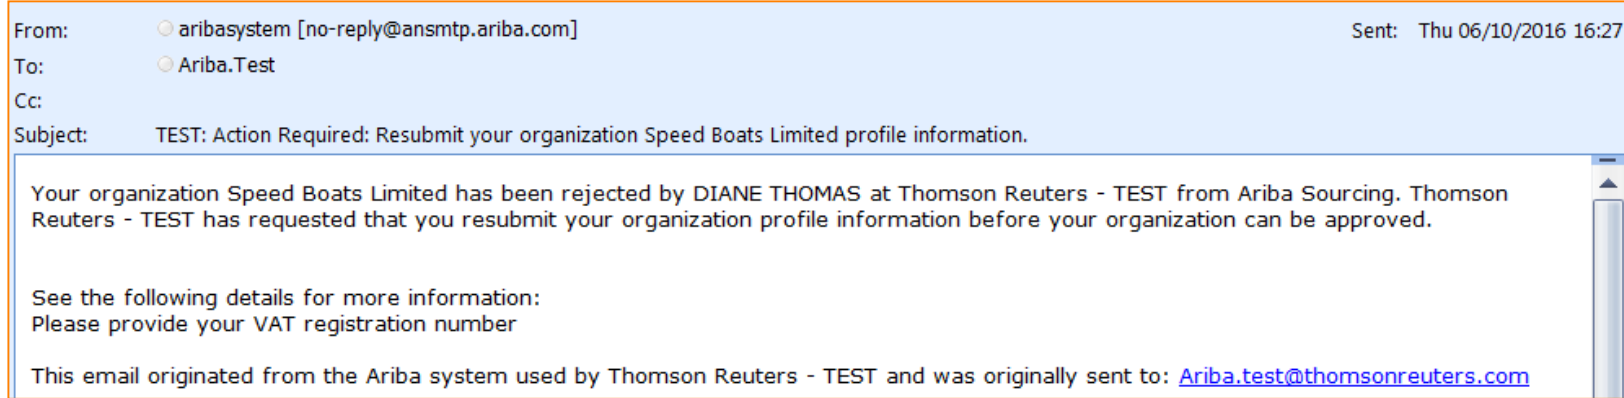 From: aribasystem [no-reply@ansmtp.ariba.com] Sent: Thu 06/10/2016 16:27
To: Ariba.Test
Cc:
Subject: TEST: Action Required: Resubmit your organization Speed Boats Limited profile information.
Your organization Speed Boats Limited has been rejected by DIANE THOMAS at Thomson Reuters - TEST from Ariba Sourcing. Thomson
Reuters - TEST has requested that you resubmit your organization profile information before your organization can be approved.
See the following details for more information:
Please provide your VAT registration number
This email originated from the Ariba system used by Thomson Reuters - TEST and was originally sent to: Ariba.test@thomsonreuters.com